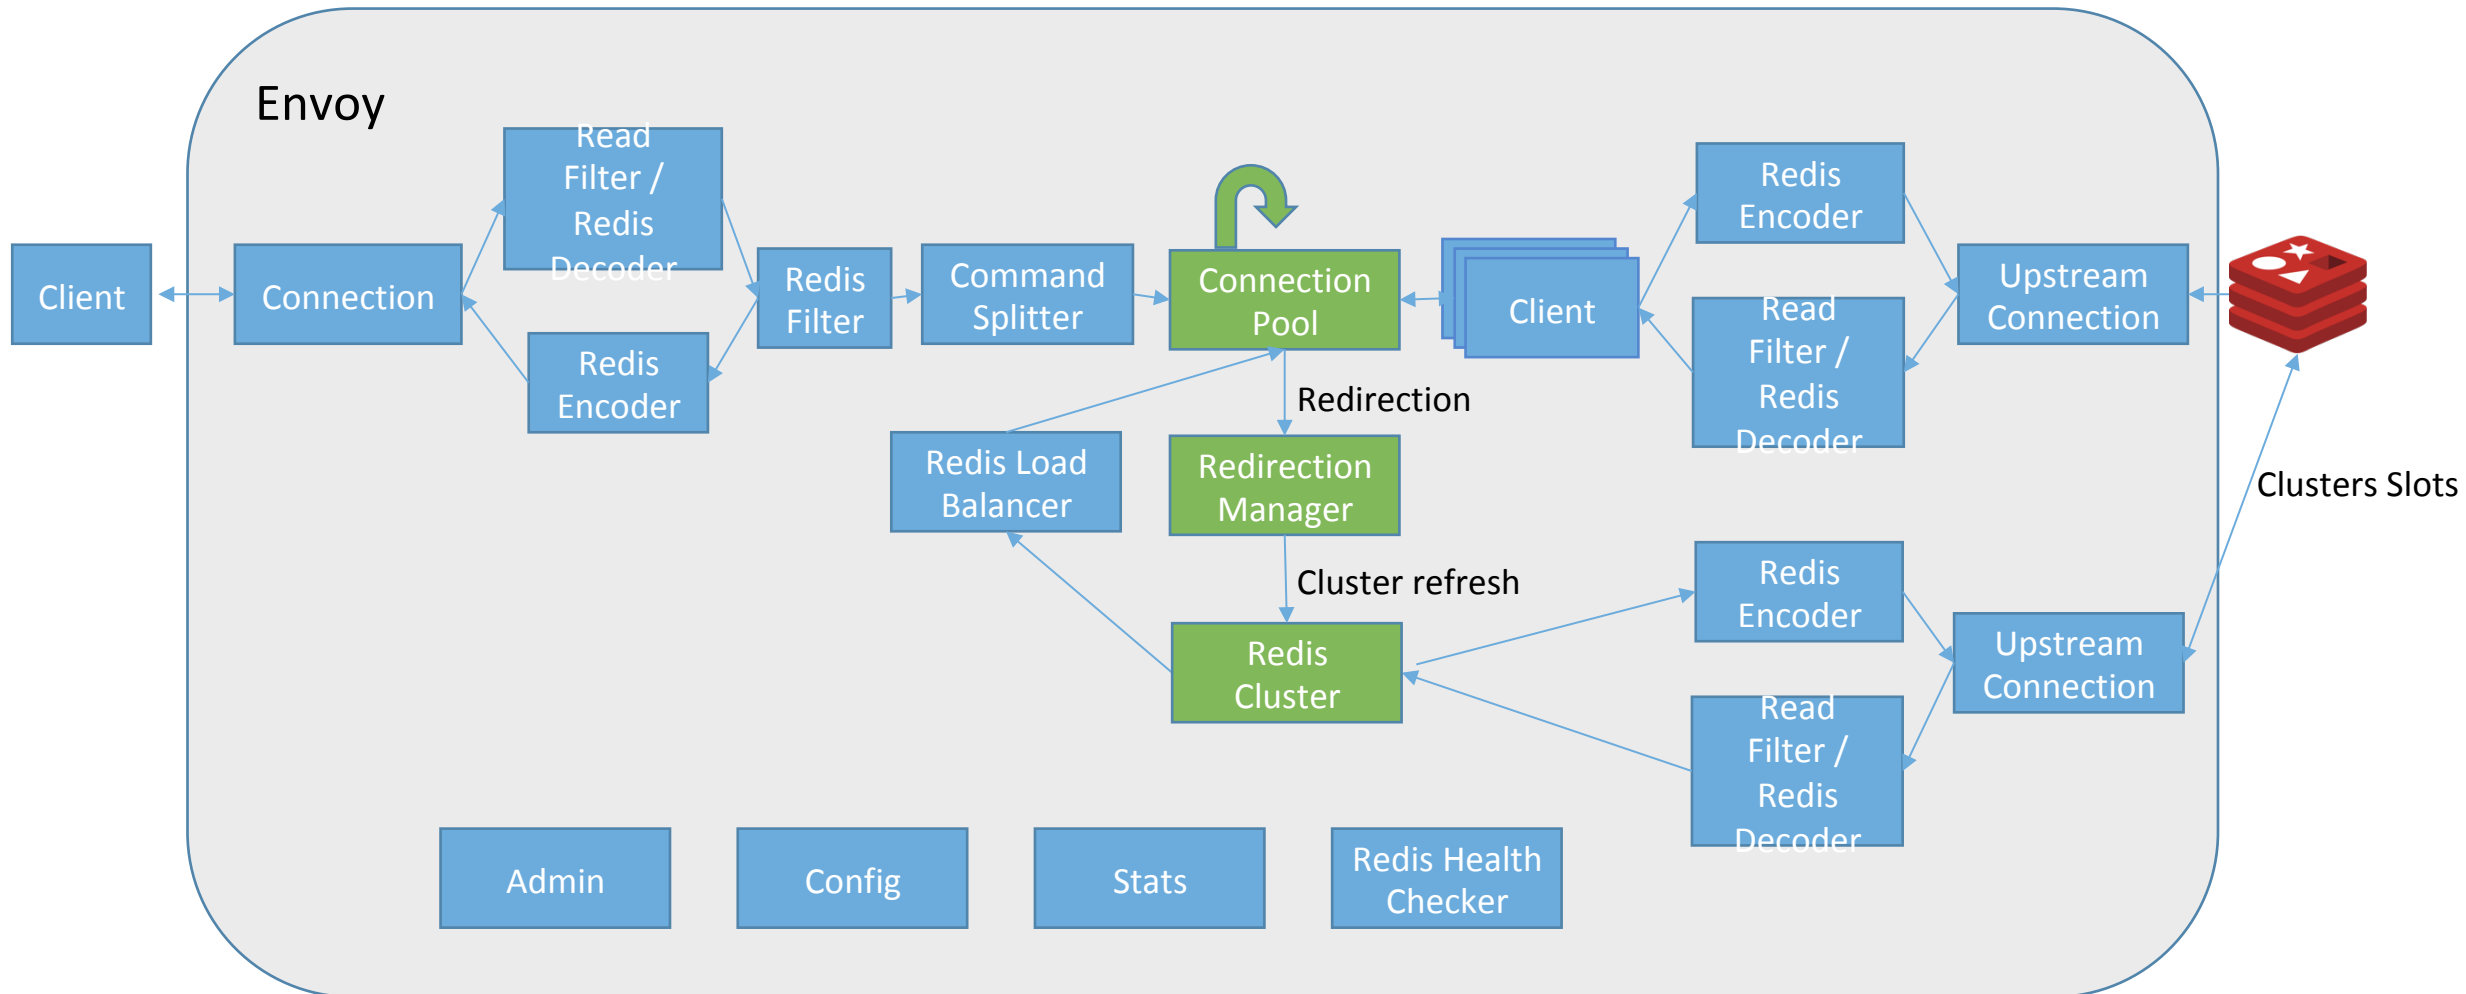 Envoy
Client
Connection
Read
Filter /
Redis
Decoder
Redis
Encoder
Redis
Filter
Command
Splitter
Connection
Pool
Client
Redis
Encoder
Read
Filter /
Redis
Decoder
Upstream
Connection
Redirection
Redis Load
Balancer
Redirection
Manager
Clusters Slots
Cluster refresh
Redis
Cluster
Redis
Encoder
Read
Filter /
Redis
Decoder
Upstream
Connection
Admin
Config
Stats
Redis Health
Checker